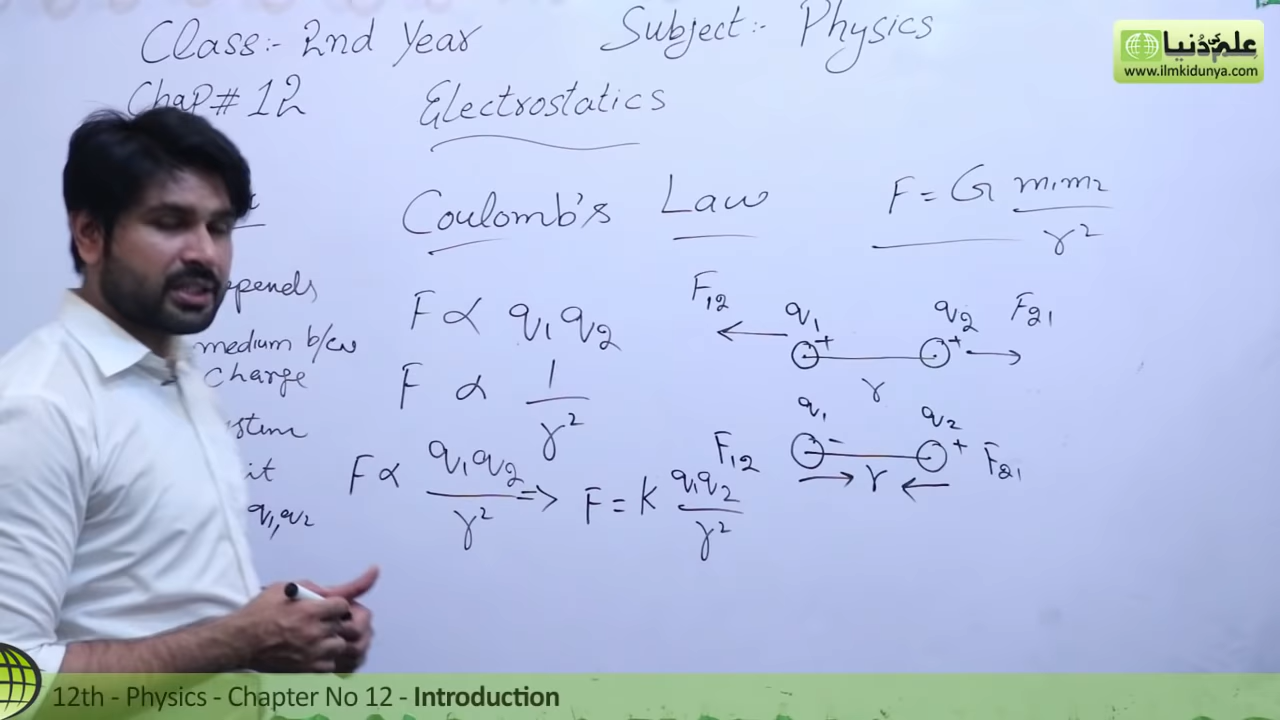 Class:- 2nd Year Subject:- Physics
Chap# 12 Electrostatics
علم کی دُنیا
www.ilmkidunya.com
Coulomb's Law
F = G m₁m₂ / r²
medium b/w
charge
it
q₁,q₂
F ∝ q₁q₂
F ∝ 1 / r²
F ∝ q₁q₂ / r² => F = K q₁q₂ / r²
F₁₂ q₁ q₂ F₂₁
+ +
r
q₁ q₂
F₁₂ - + F₂₁
r
12th - Physics - Chapter No 12 - Introduction